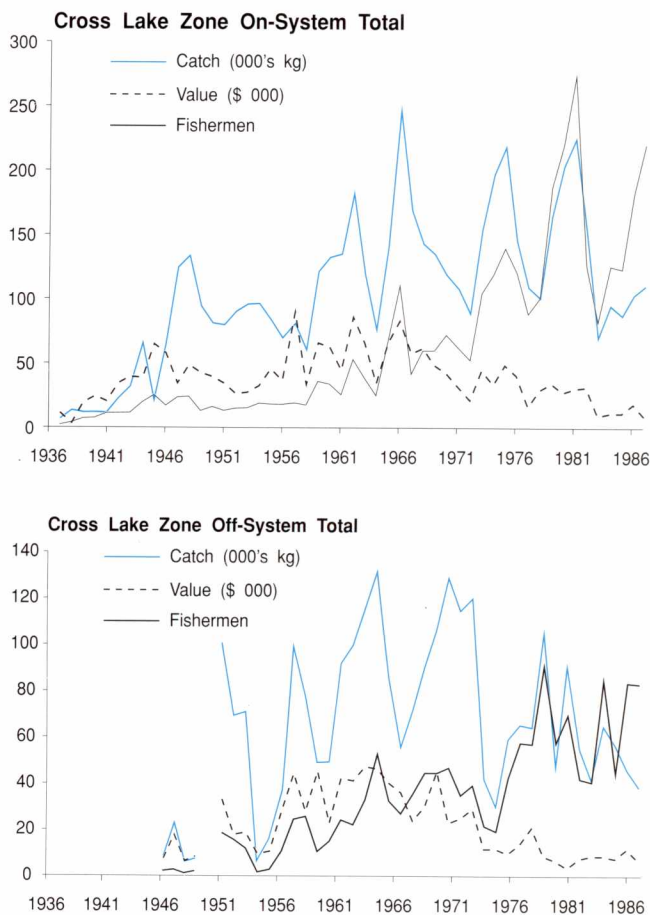 Cross Lake Zone On-System Total
300
Catch (000's kg)
250
Value ($ 000)
Fishermen
200
150
100
50
0
1936 1941 1946 1951 1956 1961 1966 1971 1976 1981 1986
Cross Lake Zone Off-System Total
140
Catch (000's kg)
120
Value ($ 000)
100
Fishermen
80
60
40
20
0
1936 1941 1946 1951 1956 1961 1966 1971 1976 1981 1986